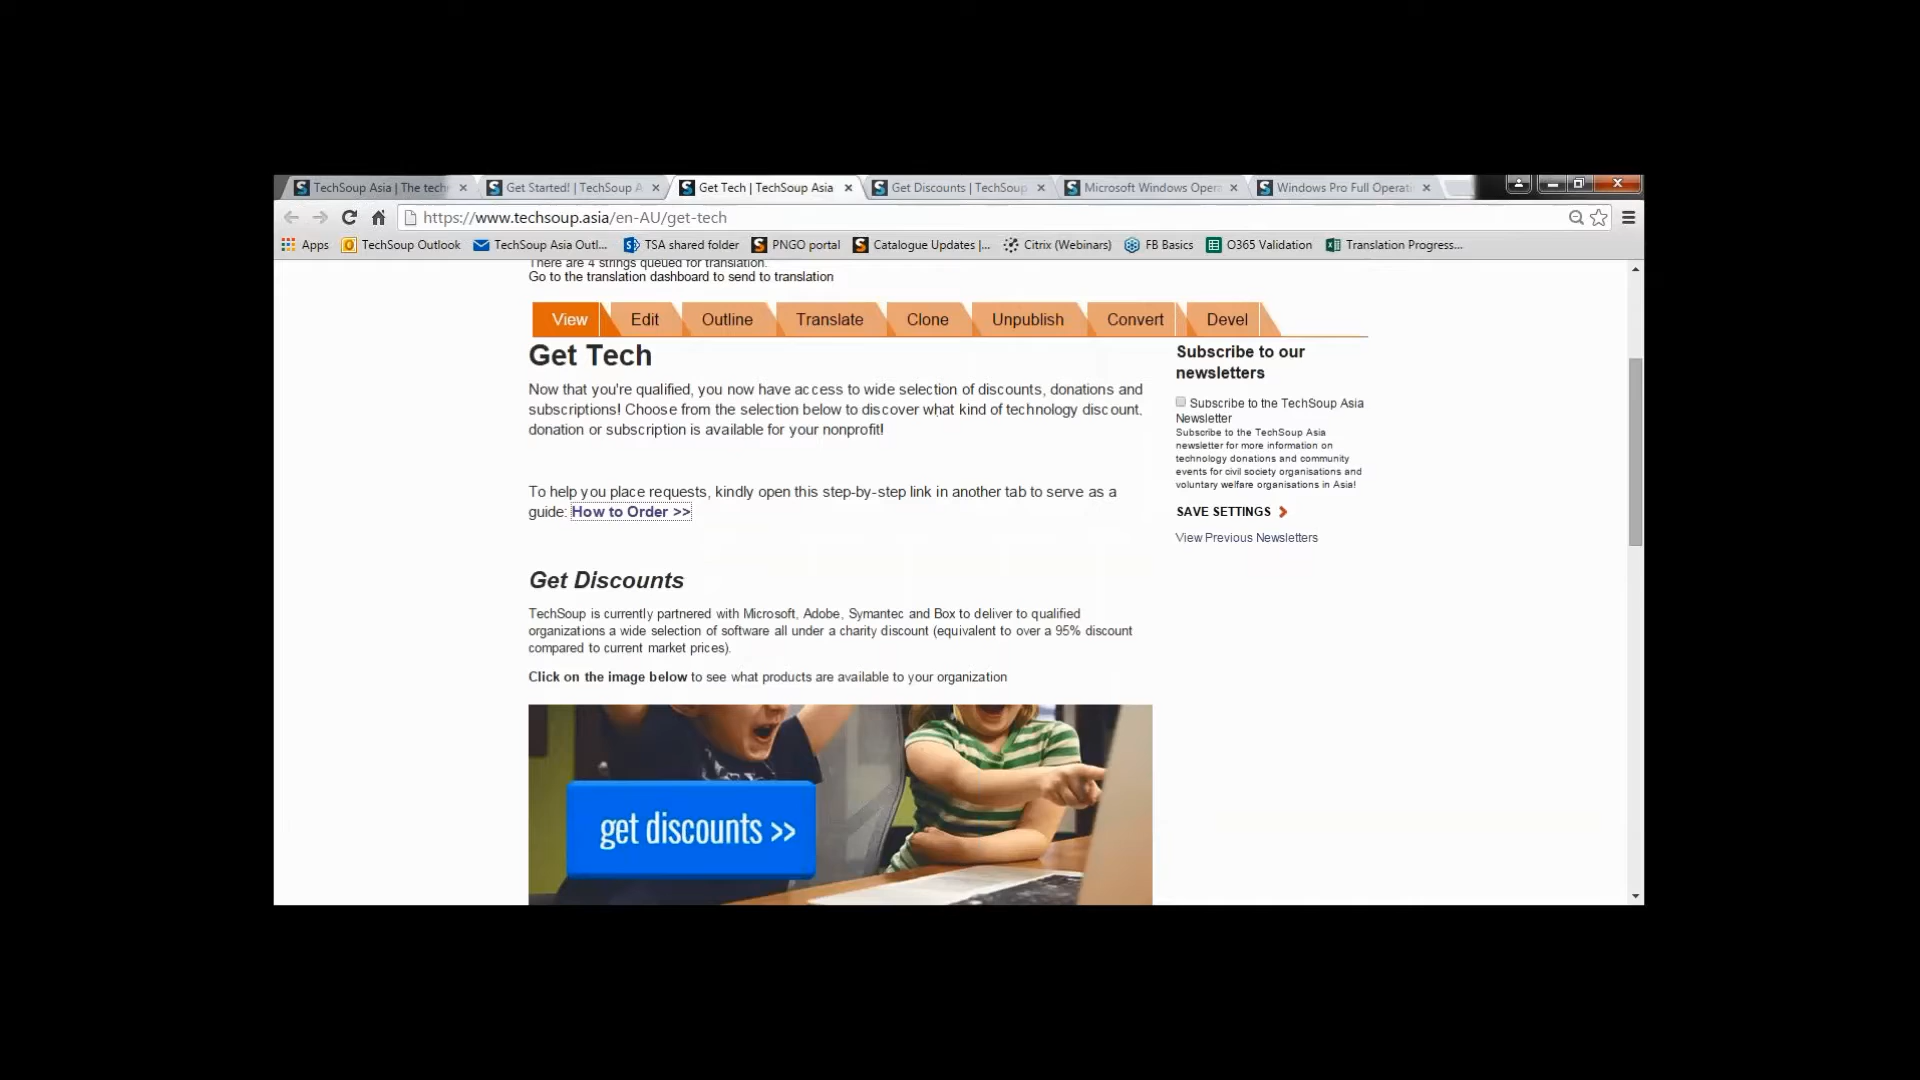 TechSoup Asia | The tech
Get Started! | TechSoup A
Get Tech | TechSoup Asia
Get Discounts | TechSoup
Microsoft Windows Opera
Windows Pro Full Operati
https://www.techsoup.asia/en-AU/get-tech
Apps
TechSoup Outlook
TechSoup Asia Outl...
TSA shared folder
PNGO portal
Catalogue Updates |...
Citrix (Webinars)
FB Basics
O365 Validation
Translation Progress...
There are 4 strings queued for translation.
Go to the translation dashboard to send to translation
View
Edit
Outline
Translate
Clone
Unpublish
Convert
Devel
Get Tech
Now that you're qualified, you now have access to wide selection of discounts, donations and
subscriptions! Choose from the selection below to discover what kind of technology discount,
donation or subscription is available for your nonprofit!
To help you place requests, kindly open this step-by-step link in another tab to serve as a
guide: How to Order >>
Get Discounts
TechSoup is currently partnered with Microsoft, Adobe, Symantec and Box to deliver to qualified
organizations a wide selection of software all under a charity discount (equivalent to over a 95% discount
compared to current market prices).
Click on the image below to see what products are available to your organization
get discounts >>
Subscribe to our
newsletters
Subscribe to the TechSoup Asia
Newsletter
Subscribe to the TechSoup Asia
newsletter for more information on
technology donations and community
events for civil society organisations and
voluntary welfare organisations in Asia!
SAVE SETTINGS
View Previous Newsletters